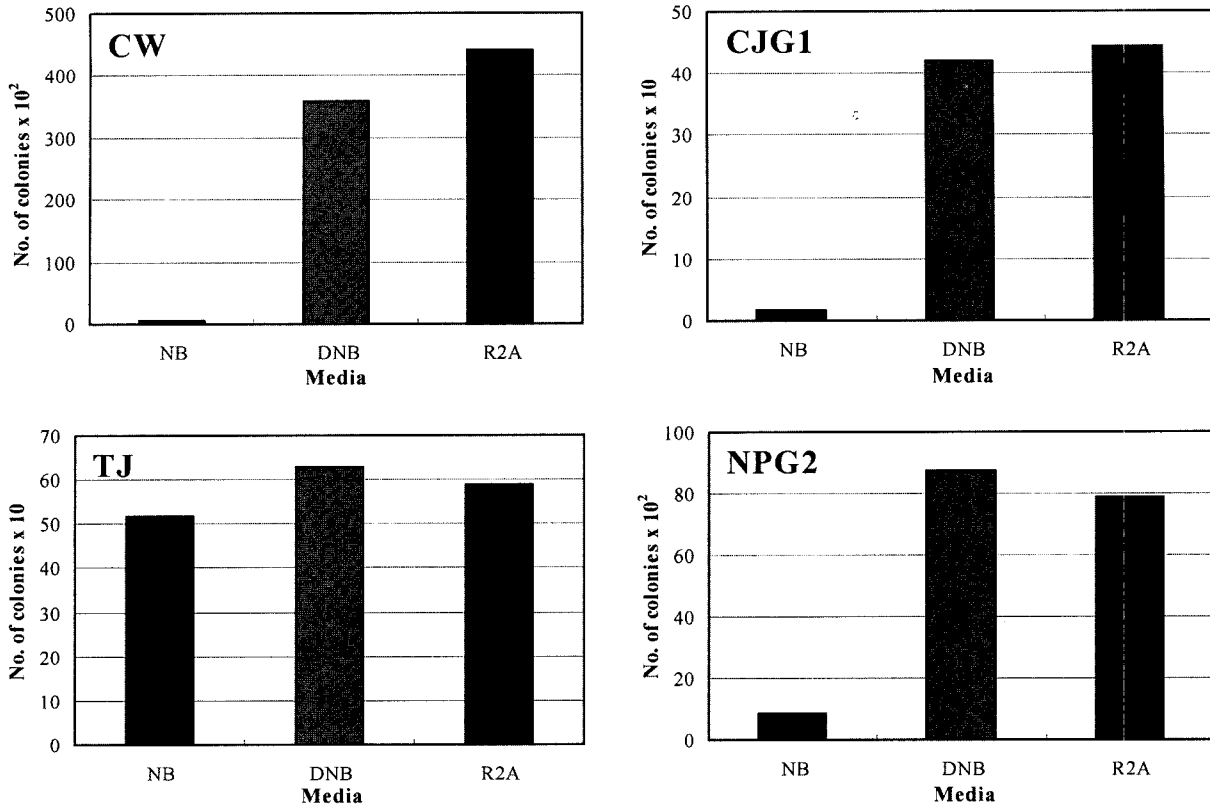 CW
No. of colonies x 10²
500
400
300
200
100
0
NB DNB R2A
Media
CJG1
No. of colonies x 10
50
40
30
20
10
0
NB DNB R2A
Media
TJ
No. of colonies x 10
70
60
50
40
30
20
10
0
NB DNB R2A
Media
NPG2
No. of colonies x 10²
100
80
60
40
20
0
NB DNB R2A
Media